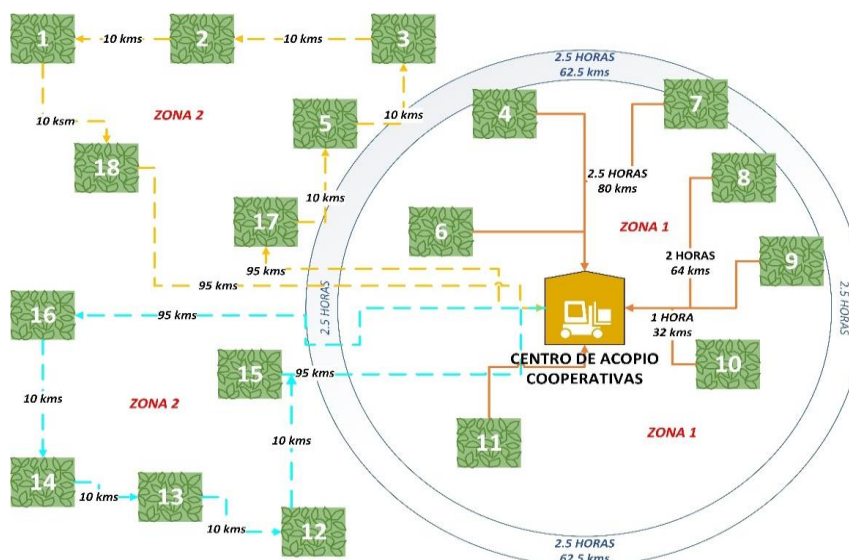 1
10 kms
2
10 kms
3
2.5 HORAS
62.5 kms
4
7
10 ksm
ZONA 2
10 kms
5
18
2.5 HORAS
80 kms
8
10 kms
17
6
ZONA 1
9
2 HORAS
64 kms
95 kms
95 kms
2.5 HORAS
2.5 HORAS
16
95 kms
1 HORA
32 kms
10
CENTRO DE ACOPIO
COOPERATIVAS
15
95 kms
10 kms
ZONA 2
10 kms
11
ZONA 1
14
10 kms
13
10 kms
12
2.5 HORAS
62.5 kms